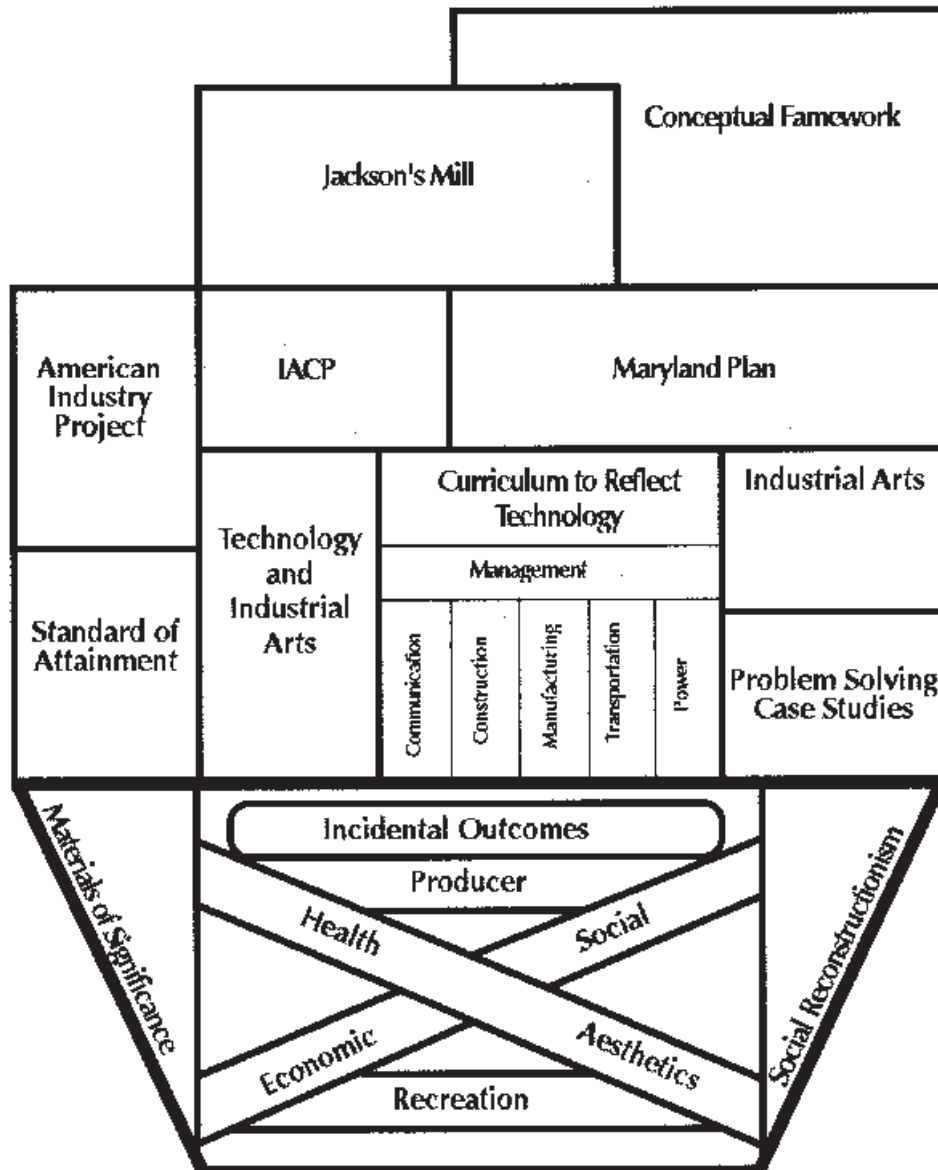 Conceptual Famework
Jackson's Mill
American
Industry
Project
IACP
Maryland Plan
Technology
and
Industrial
Arts
Curriculum to Reflect
Technology
Management
Communication
Construction
Manufacturing
Transportation
Power
Industrial Arts
Standard of
Attainment
Problem Solving
Case Studies
Materials of Significance
Incidental Outcomes
Producer
Health
Social
Economic
Aesthetics
Recreation
Social Reconstructionism